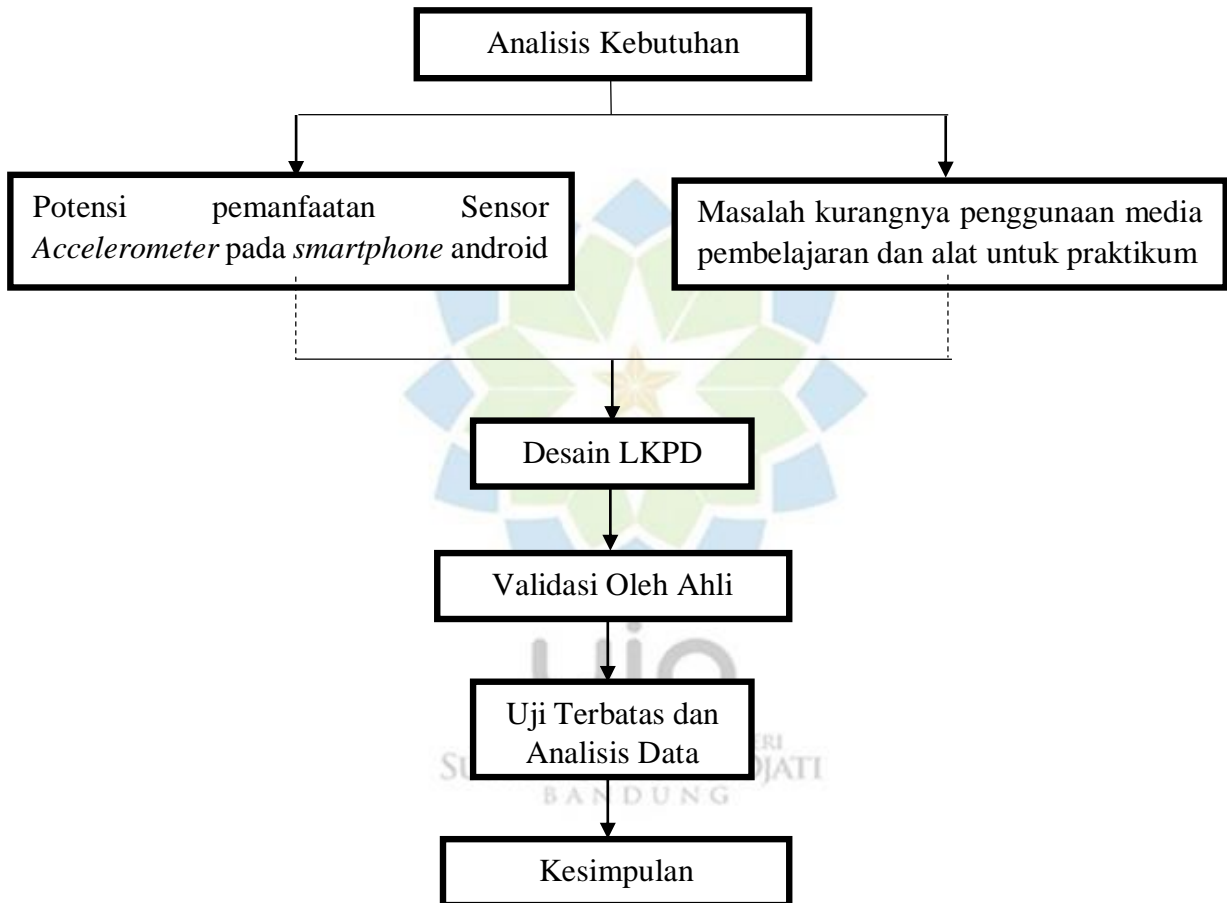 Analisis Kebutuhan
Potensi pemanfaatan Sensor
Accelerometer pada smartphone android
Masalah kurangnya penggunaan media
pembelajaran dan alat untuk praktikum
Desain LKPD
Validasi Oleh Ahli
uin
Uji Terbatas dan
Analisis Data
BANDUNG
Kesimpulan